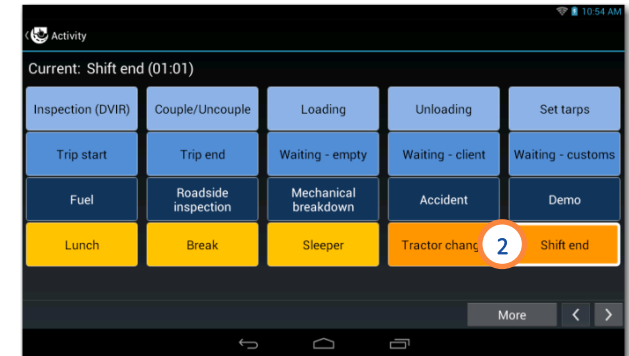 10:54 AM
Activity
Current: Shift end (01:01)
Inspection (DVIR) Couple/Uncouple Loading Unloading Set tarps
Trip start Trip end Waiting - empty Waiting - client Waiting - customs
Fuel Roadside inspection Mechanical breakdown Accident Demo
Lunch Break Sleeper Tractor chang 2 Shift end
More